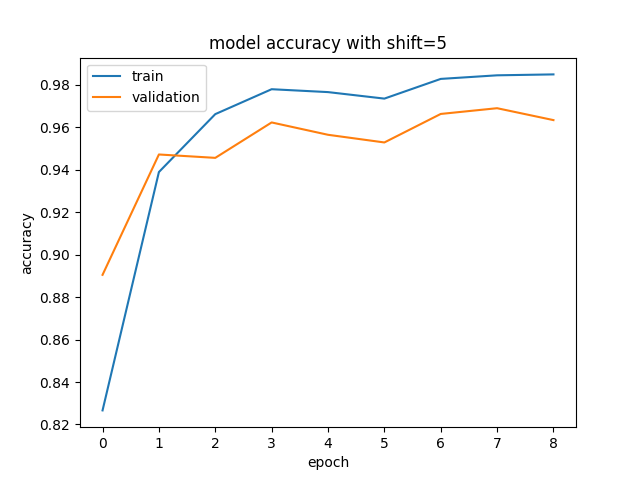 model accuracy with shift=5
train
validation
accuracy
0.98
0.96
0.94
0.92
0.90
0.88
0.86
0.84
0.82
0 1 2 3 4 5 6 7 8
epoch